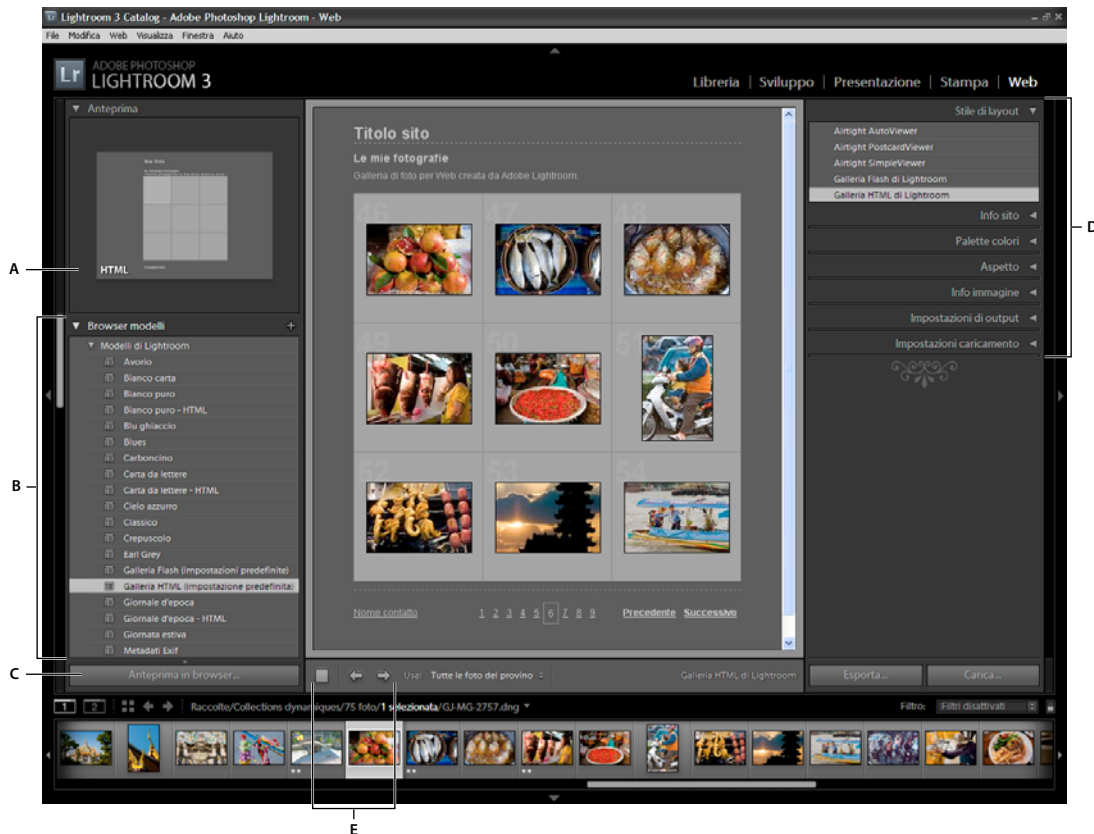 Lightroom 3 Catalog - Adobe Photoshop Lightroom - Web
File Modifica Web Visualizza Finestra Aiuto
Lr
ADOBE PHOTOSHOP
LIGHTROOM 3
Libreria | Sviluppo | Presentazione | Stampa | Web
Anteprima
Site Title
HTML
A
Browser modelli +
Modelli di Lightroom
Avorio
Bianco carta
Bianco puro
Bianco puro - HTML
Blu ghiaccio
Blues
Carboncino
Carta da lettere
Carta da lettere - HTML
Cielo azzurro
Classico
Crepuscolo
Earl Grey
Galleria Flash (impostazioni predefinite)
Galleria HTML (impostazione predefinita)
Giornale d'epoca
Giornale d'epoca - HTML
Giornata estiva
Metadati Exif
B
Anteprima in browser...
C
Titolo sito
Le mie fotografie
Galleria di foto per Web creata da Adobe Lightroom.
46 47 48
49 50 51
52 53 54
Nome contatto
1 2 3 4 5 6 7 8 9
Precedente Successivo
Usa: Tutte le foto del provino
Galleria HTML di Lightroom
Stile di layout
Airtight AutoViewer
Airtight PostcardViewer
Airtight SimpleViewer
Galleria Flash di Lightroom
Galleria HTML di Lightroom
Info sito
Palette colori
Aspetto
Info immagine
Impostazioni di output
Impostazioni caricamento
D
Esporta...
Carica...
1 2
Raccolte/Collections dynamiques/75 foto/1 selezionata/GJ-MG-2757.dng
Filtro: Filtri disattivati
E